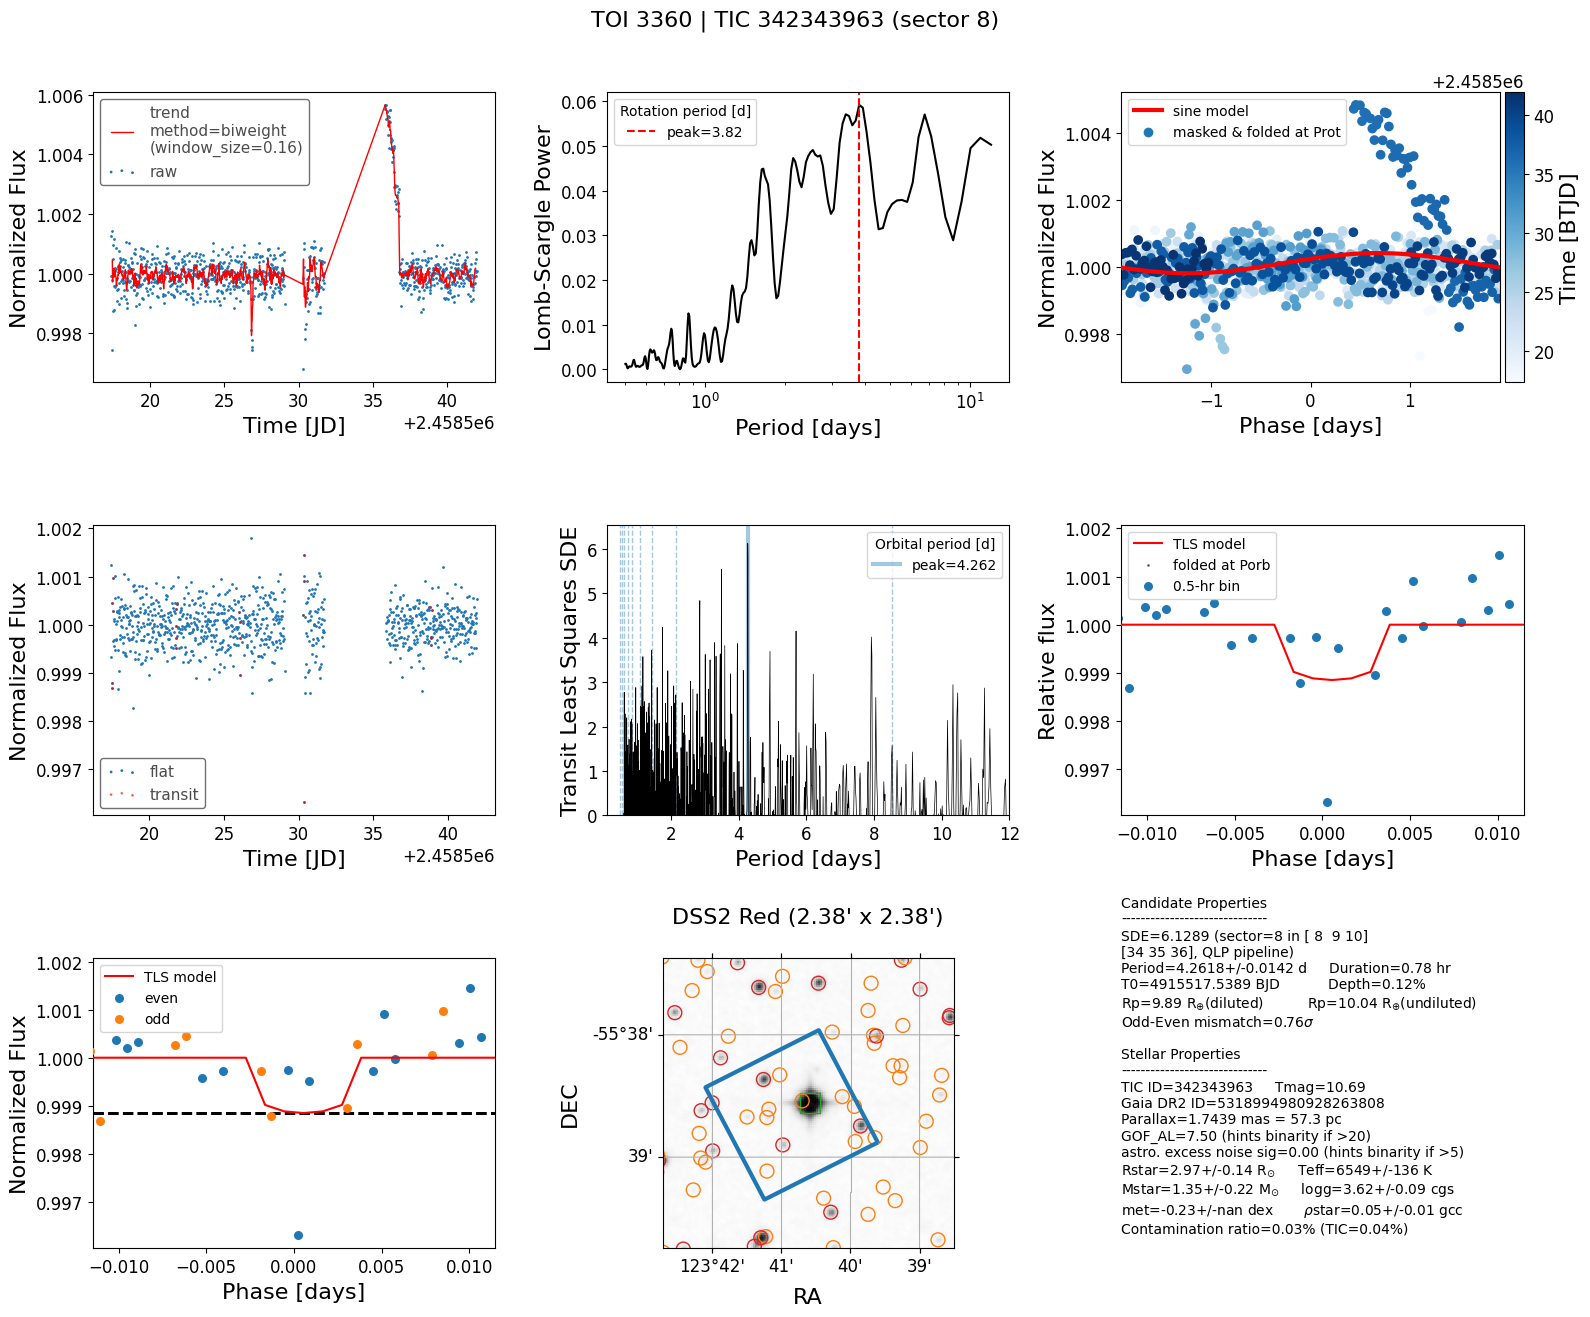 TOI 3360 | TIC 342343963 (sector 8)
1.006
1.004
1.002
1.000
0.998
Normalized Flux
trend
method=biweight
(window_size=0.16)
raw
20 25 30 35 40
Time [JD]
+2.4585e6
0.06
0.05
0.04
0.03
0.02
0.01
0.00
Lomb-Scargle Power
Rotation period [d]
peak=3.82
10⁰ 10¹
Period [days]
1.004
1.002
1.000
0.998
Normalized Flux
sine model
masked & folded at Prot
−1 0 1
Phase [days]
+2.4585e6
40
35
30
25
20
Time [BTJD]
1.002
1.001
1.000
0.999
0.998
0.997
Normalized Flux
flat
transit
20 25 30 35 40
Time [JD]
+2.4585e6
6
5
4
3
2
1
0
Transit Least Squares SDE
Orbital period [d]
peak=4.262
2 4 6 8 10 12
Period [days]
1.002
1.001
1.000
0.999
0.998
0.997
Relative flux
TLS model
folded at Porb
0.5-hr bin
−0.010 −0.005 0.000 0.005 0.010
Phase [days]
1.002
1.001
1.000
0.999
0.998
0.997
Normalized Flux
TLS model
even
odd
−0.010 −0.005 0.000 0.005 0.010
Phase [days]
DSS2 Red (2.38' x 2.38')
-55°38'
39'
DEC
123°42' 41' 40' 39'
RA
Candidate Properties
------------------------------
SDE=6.1289 (sector=8 in [ 8 9 10]
[34 35 36], QLP pipeline)
Period=4.2618+/-0.0142 d Duration=0.78 hr
T0=4915517.5389 BJD Depth=0.12%
Rp=9.89 R⊕(diluted) Rp=10.04 R⊕(undiluted)
Odd-Even mismatch=0.76σ
Stellar Properties
------------------------------
TIC ID=342343963 Tmag=10.69
Gaia DR2 ID=5318994980928263808
Parallax=1.7439 mas = 57.3 pc
GOF_AL=7.50 (hints binarity if >20)
astro. excess noise sig=0.00 (hints binarity if >5)
Rstar=2.97+/-0.14 R⊙ Teff=6549+/-136 K
Mstar=1.35+/-0.22 M⊙ logg=3.62+/-0.09 cgs
met=-0.23+/-nan dex ρstar=0.05+/-0.01 gcc
Contamination ratio=0.03% (TIC=0.04%)